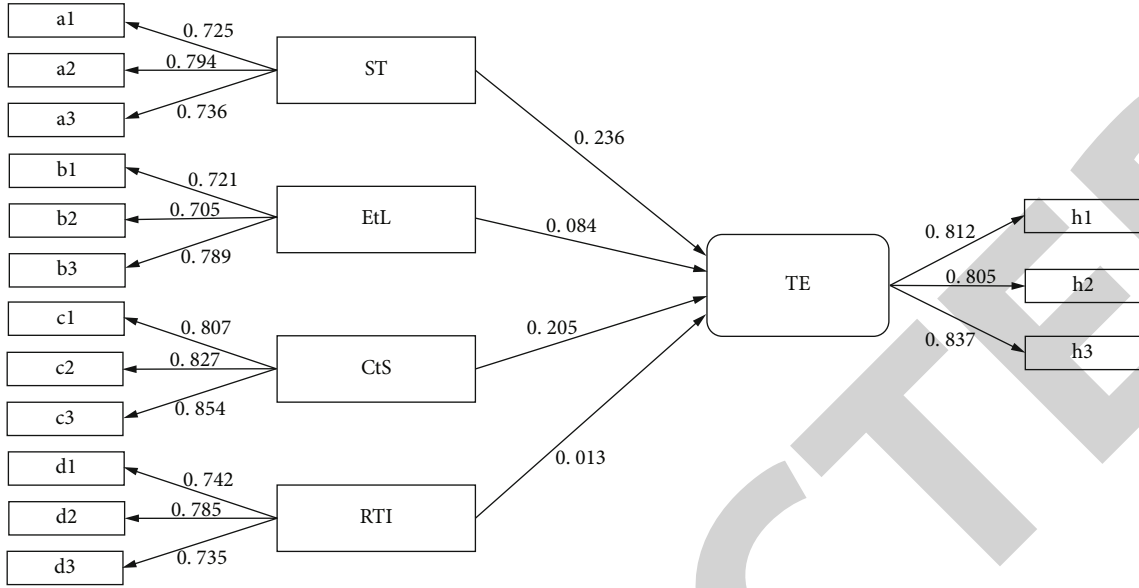 a1
0. 725
a2
0. 794
ST
a3
0. 736
0. 236
b1
0. 721
b2
0. 705
EtL
0. 084
b3
0. 789
h1
0. 812
TE
h2
0. 805
h3
0. 837
c1
0. 807
0. 205
c2
0. 827
CtS
c3
0. 854
d1
0. 742
0. 013
d2
0. 785
RTI
d3
0. 735
CTE